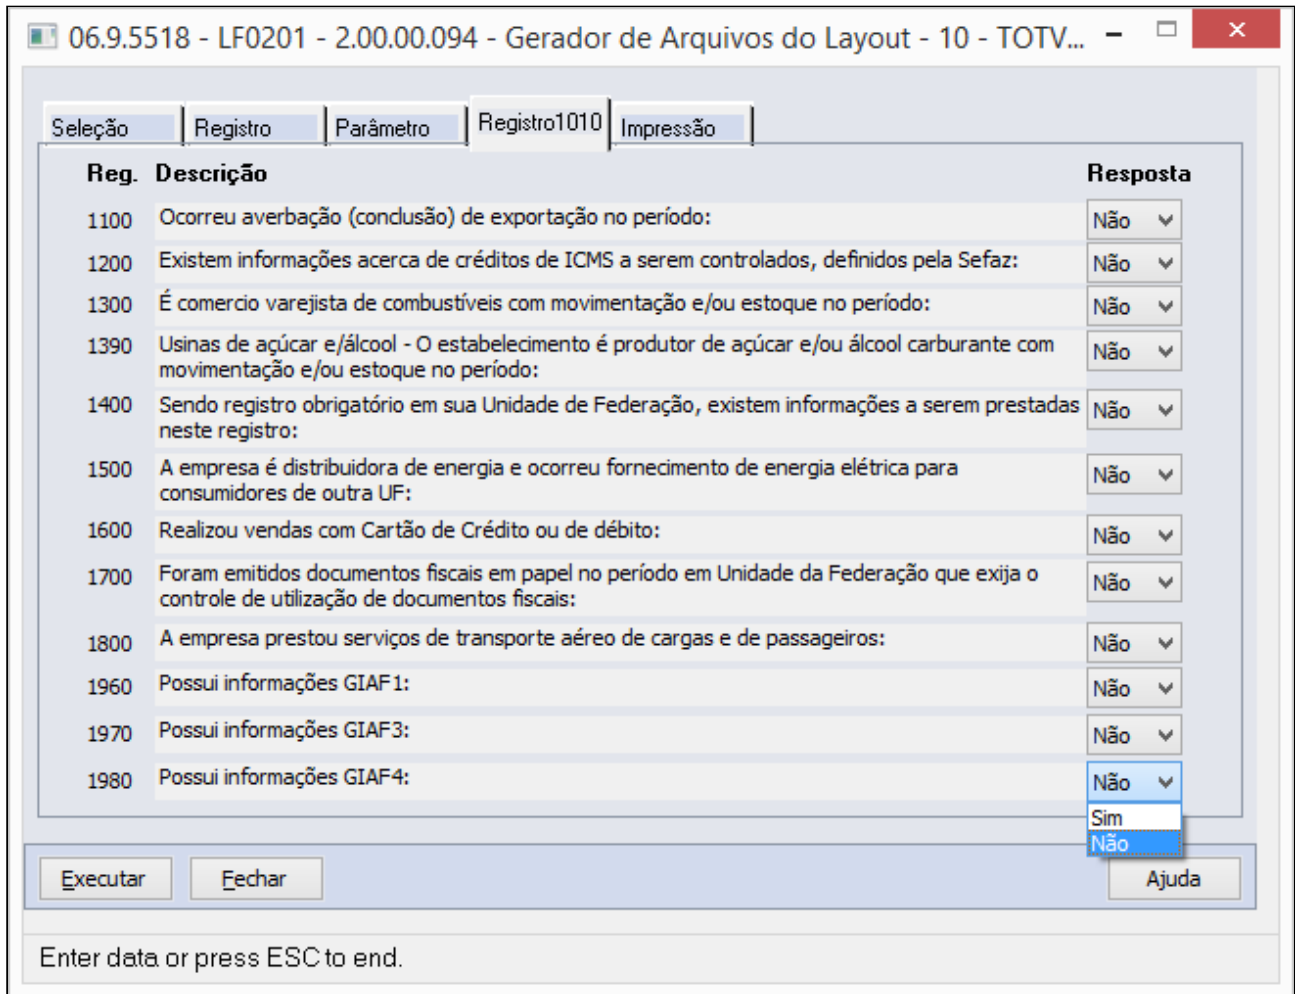 06.9.5518 - LF0201 - 2.00.00.094 - Gerador de Arquivos do Layout - 10 - TOTV...
Seleção Registro Parâmetro Registro1010 Impressão
Reg. Descrição Resposta
1100 Ocorreu averbação (conclusão) de exportação no período: Não
1200 Existem informações acerca de créditos de ICMS a serem controlados, definidos pela Sefaz: Não
1300 É comercio varejista de combustíveis com movimentação e/ou estoque no período: Não
1390 Usinas de açúcar e/álcool - O estabelecimento é produtor de açúcar e/ou álcool carburante com Não
movimentação e/ou estoque no período:
1400 Sendo registro obrigatório em sua Unidade de Federação, existem informações a serem prestadas Não
neste registro:
1500 A empresa é distribuidora de energia e ocorreu fornecimento de energia elétrica para Não
consumidores de outra UF:
1600 Realizou vendas com Cartão de Crédito ou de débito: Não
1700 Foram emitidos documentos fiscais em papel no período em Unidade da Federação que exija o Não
controle de utilização de documentos fiscais:
1800 A empresa prestou serviços de transporte aéreo de cargas e de passageiros: Não
1960 Possui informações GIAF1: Não
1970 Possui informações GIAF3: Não
1980 Possui informações GIAF4: Não
Sim
Não
Executar Fechar Ajuda
Enter data or press ESC to end.